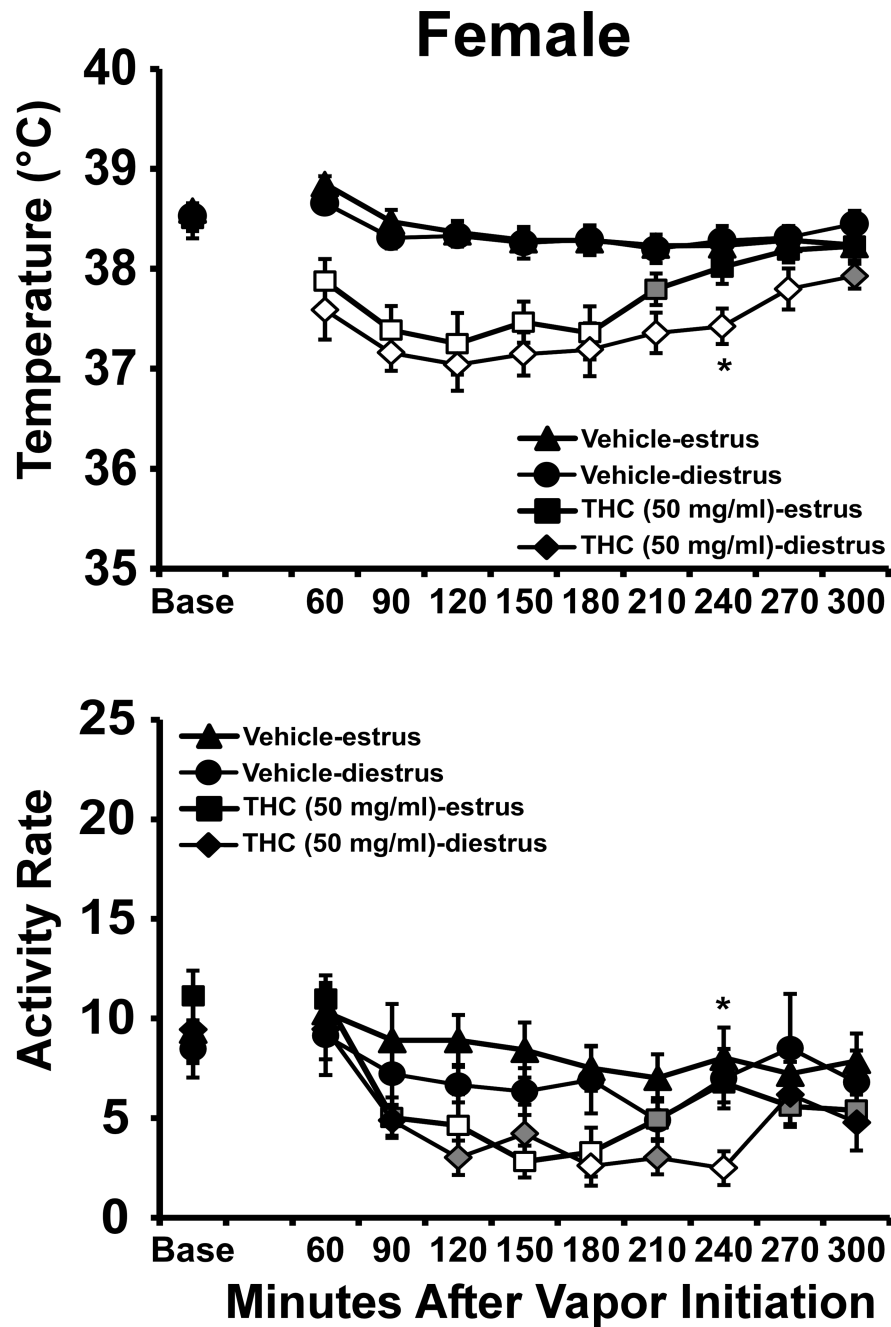 Female
Temperature (°C)
40
39
38
37
36
35
*
Vehicle-estrus
Vehicle-diestrus
THC (50 mg/ml)-estrus
THC (50 mg/ml)-diestrus
Base 60 90 120 150 180 210 240 270 300
Activity Rate
25
20
15
10
5
0
Vehicle-estrus
Vehicle-diestrus
THC (50 mg/ml)-estrus
THC (50 mg/ml)-diestrus
*
Base 60 90 120 150 180 210 240 270 300
Minutes After Vapor Initiation